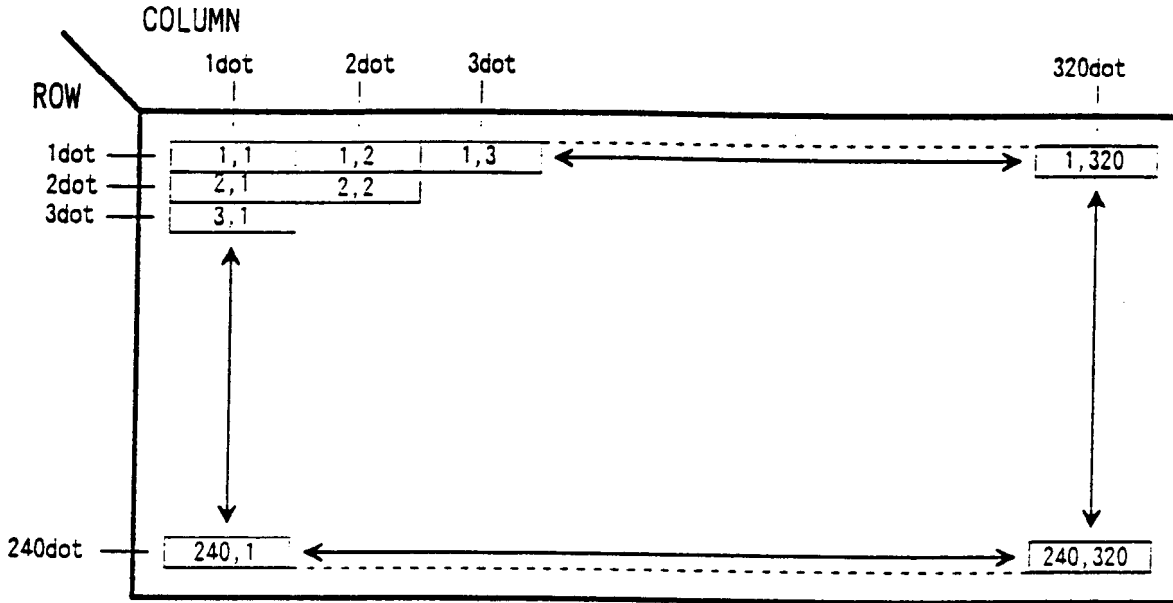 COLUMN
1dot 2dot 3dot 320dot
ROW
1dot 1,1 1,2 1,3 1,320
2dot 2,1 2,2
3dot 3,1
240dot 240,1 240,320